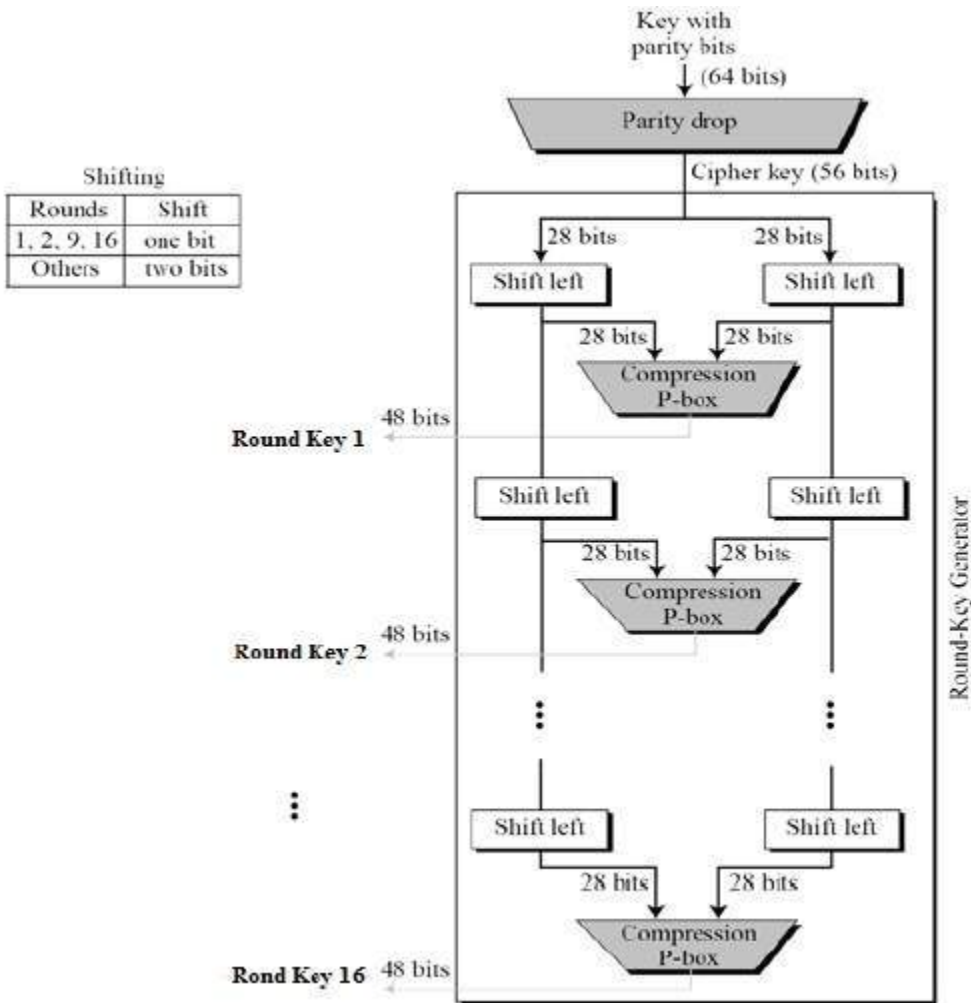 Key with
parity bits
(64 bits)
Parity drop
Cipher key (56 bits)
Shifting
Rounds Shift
1, 2, 9, 16 one bit
Others two bits
28 bits 28 bits
Shift left Shift left
28 bits 28 bits
Compression
P-box
48 bits
Round Key 1
Shift left Shift left
28 bits 28 bits
Compression
P-box
48 bits
Round Key 2
Round-Key Generator
Shift left Shift left
28 bits 28 bits
Compression
P-box
Rond Key 16 48 bits